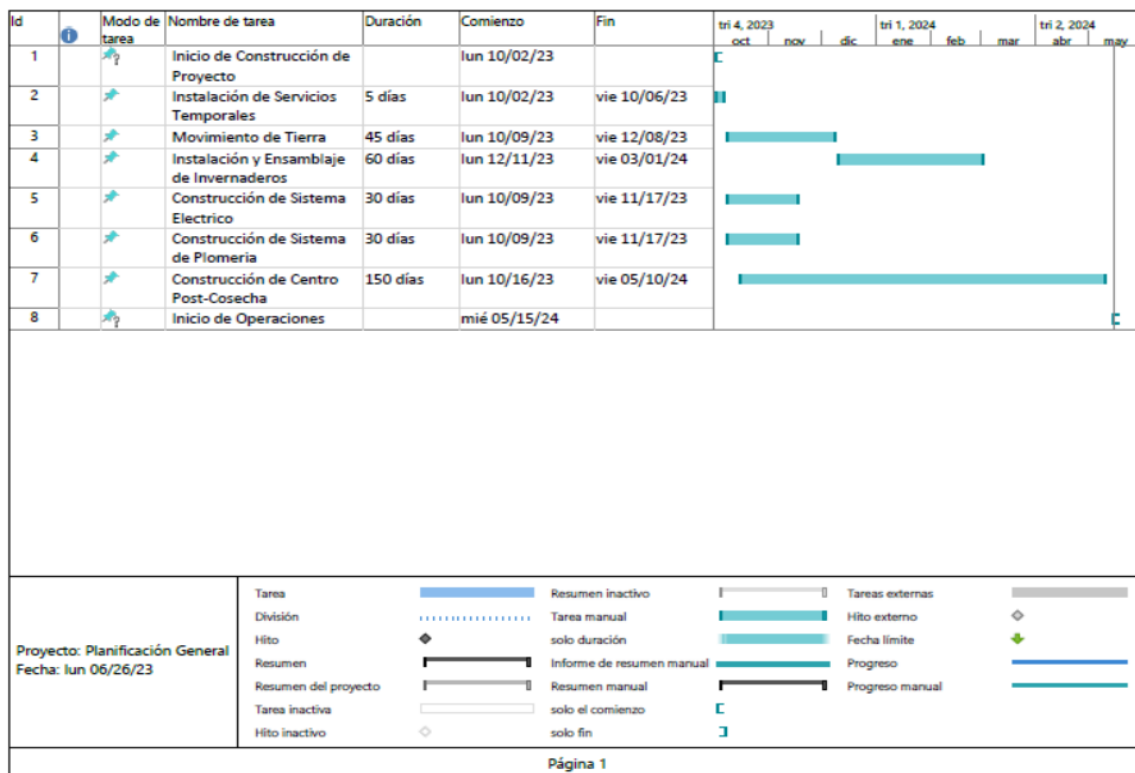 Id Modo de tarea Nombre de tarea Duración Comienzo Fin tri 4, 2023 tri 1, 2024 tri 2, 2024
oct nov dic ene feb mar abr may
1 Inicio de Construcción de lun 10/02/23
Proyecto
2 Instalación de Servicios 5 días lun 10/02/23 vie 10/06/23
Temporales
3 Movimiento de Tierra 45 días lun 10/09/23 vie 12/08/23
4 Instalación y Ensamblaje 60 días lun 12/11/23 vie 03/01/24
de Invernaderos
5 Construcción de Sistema 30 días lun 10/09/23 vie 11/17/23
Electrico
6 Construcción de Sistema 30 días lun 10/09/23 vie 11/17/23
de Plomeria
7 Construcción de Centro 150 días lun 10/16/23 vie 05/10/24
Post-Cosecha
8 Inicio de Operaciones mié 05/15/24
Proyecto: Planificación General
Fecha: lun 06/26/23
Tarea Resumen inactivo Tareas externas
División Tarea manual Hito externo
Hito solo duración Fecha límite
Resumen Informe de resumen manual Progreso
Resumen del proyecto Resumen manual Progreso manual
Tarea inactiva solo el comienzo
Hito inactivo solo fin
Página 1